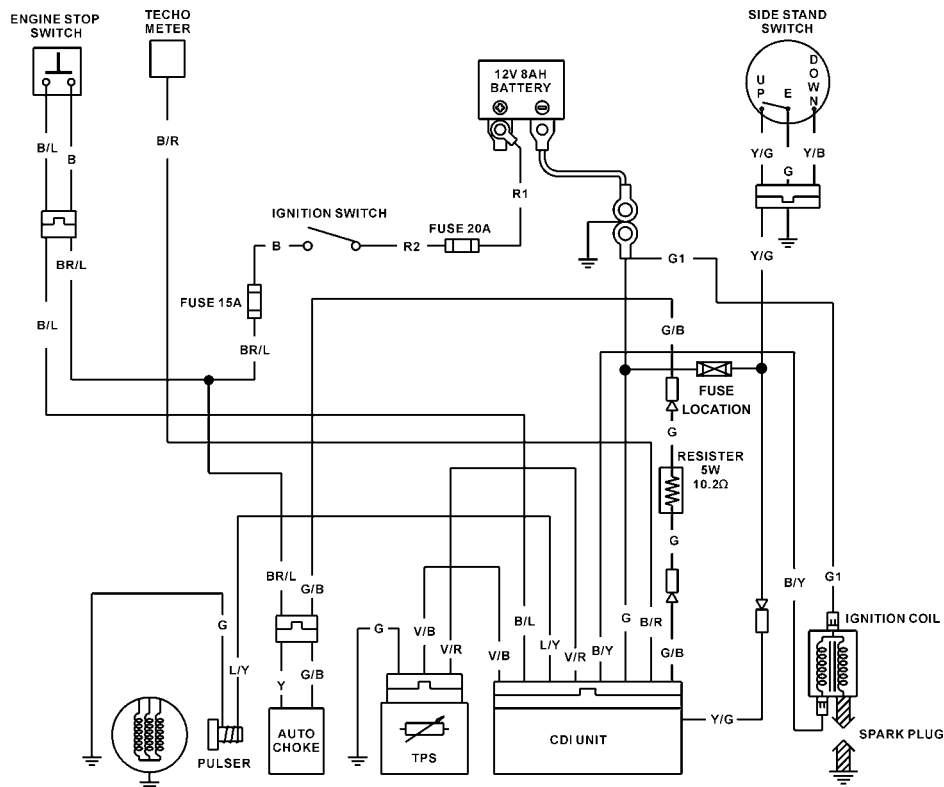 ENGINE STOP
SWITCH
TECHO
METER
12V 8AH
BATTERY
SIDE STAND
SWITCH
UP
E
DOWN
B/L
B
B/R
Y/G
G
Y/B
R1
IGNITION SWITCH
FUSE 20A
B
R2
BR/L
G1
Y/G
FUSE 15A
B/L
G/B
BR/L
FUSE
LOCATION
G
RESISTER
5W
10.2Ω
G
BR/L
G/B
B/Y
G1
IGNITION COIL
G
L/Y
G
V/B
V/R
V/B
B/L
L/Y
V/R
B/Y
G
B/R
G/B
Y
G/B
Y/G
AUTO
CHOKE
TPS
CDI UNIT
SPARK PLUG
PULSER